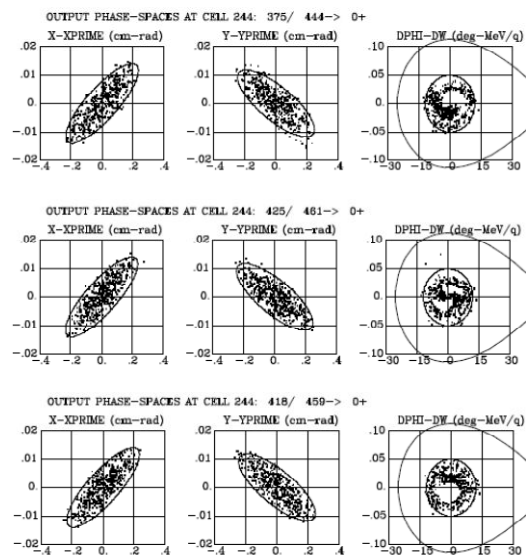 OUTPUT PHASE-SPACES AT CELL 244: 375/ 444-> 0+
X-XPRIME (cm-rad) Y-YPRIME (cm-rad) DPHI-DW (deg-MeV/q)
.02 .02 .10
.01 .01 .05
0. 0. 0.
-.01 -.01 -.05
-.02 -.02 -.10
-.4 -.2 0. .2 .4 -.4 -.2 0. .2 .4 -30 -15 0 15 30
OUTPUT PHASE-SPACES AT CELL 244: 425/ 461-> 0+
X-XPRIME (cm-rad) Y-YPRIME (cm-rad) DPHI-DW (deg-MeV/q)
.02 .02 .10
.01 .01 .05
0. 0. 0.
-.01 -.01 -.05
-.02 -.02 -.10
-.4 -.2 0. .2 .4 -.4 -.2 0. .2 .4 -30 -15 0 15 30
OUTPUT PHASE-SPACES AT CELL 244: 418/ 459-> 0+
X-XPRIME (cm-rad) Y-YPRIME (cm-rad) DPHI-DW (deg-MeV/q)
.02 .02 .10
.01 .01 .05
0. 0. 0.
-.01 -.01 -.05
-.02 -.02 -.10
-.4 -.2 0. .2 .4 -.4 -.2 0. .2 .4 -30 -15 0 15 30